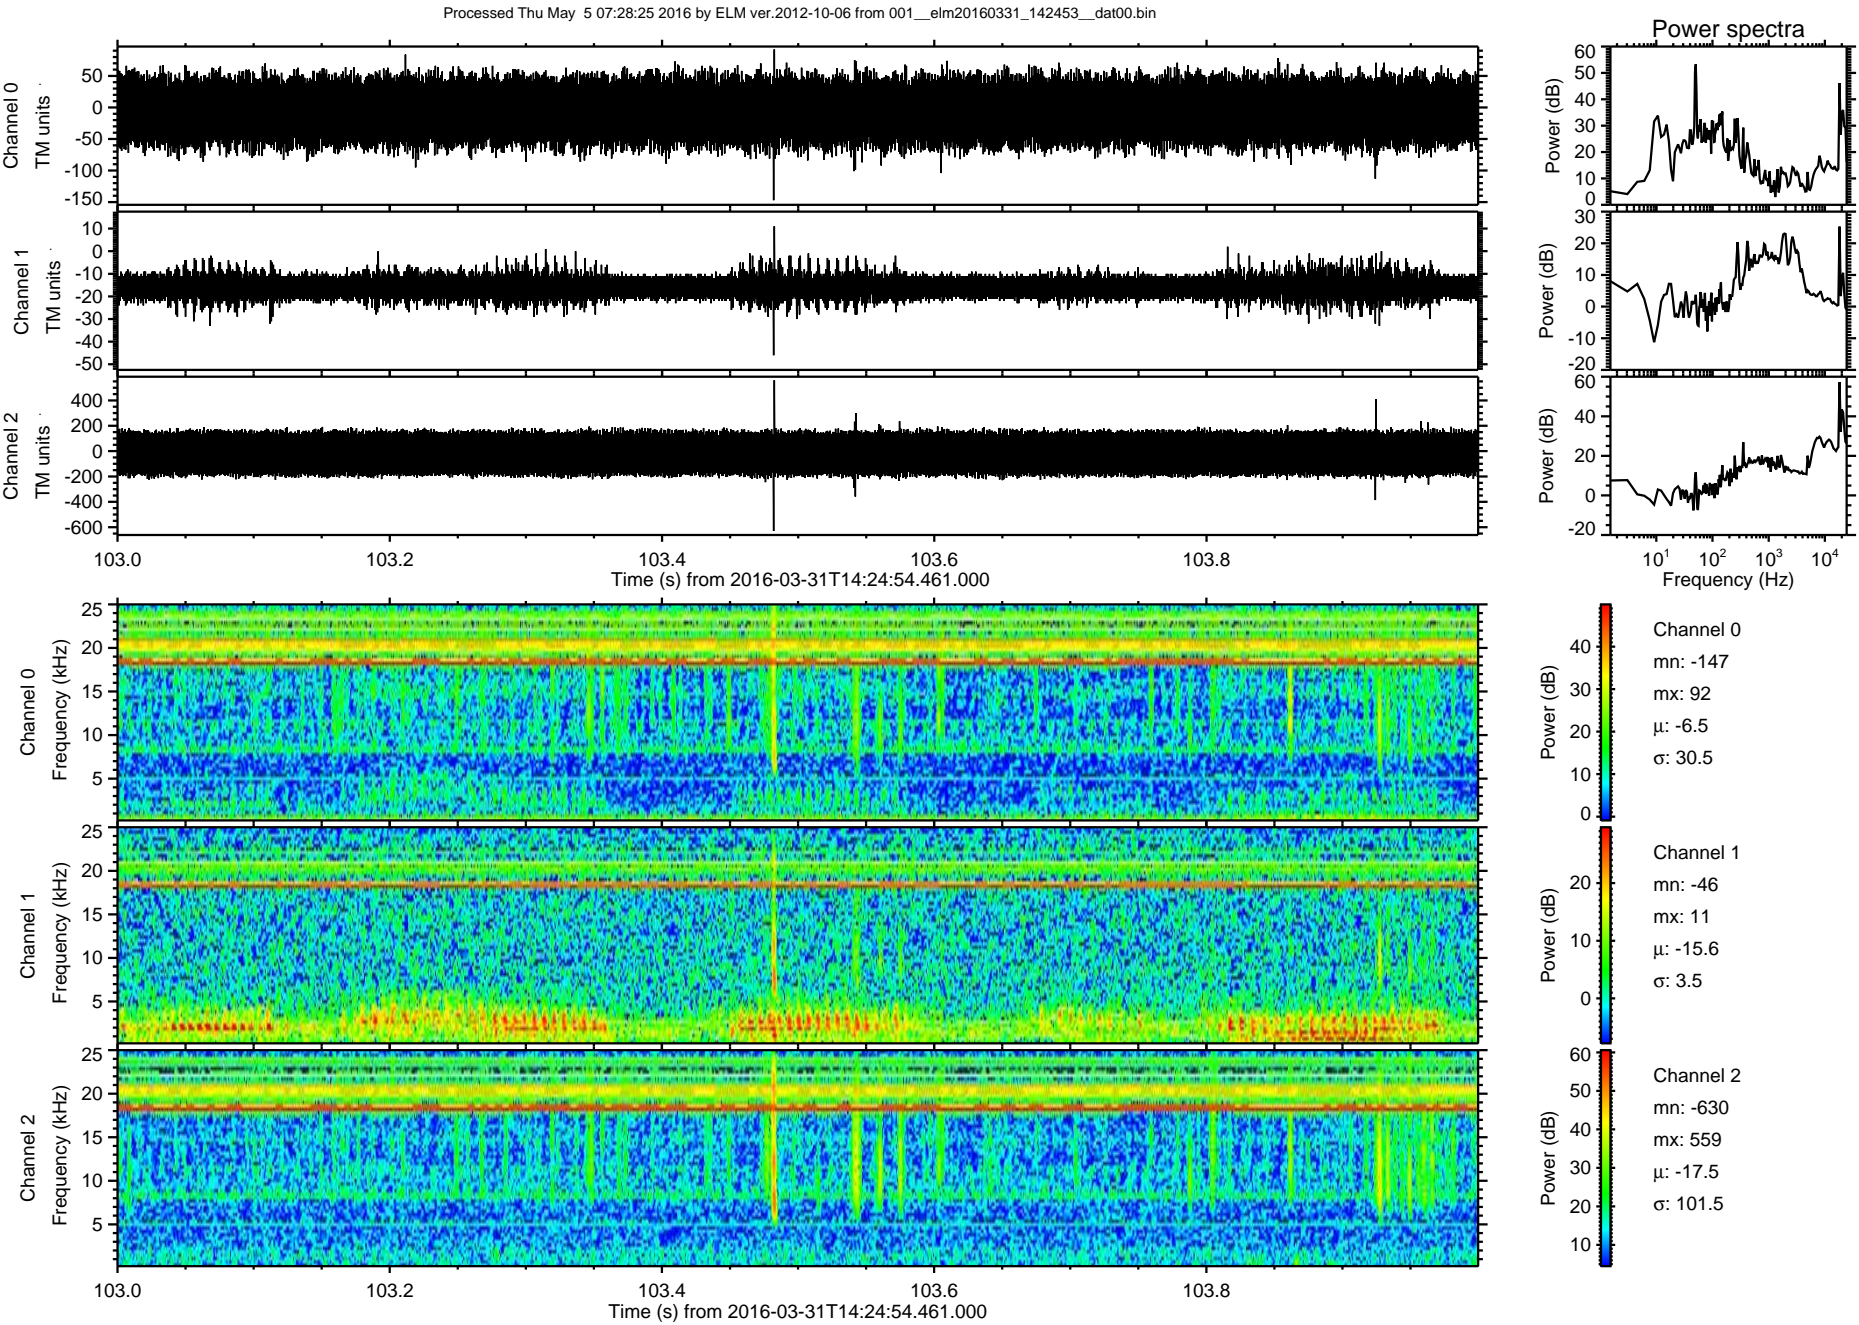 Processed Thu May 5 07:28:25 2016 by ELM ver.2012-10-06 from 001__elm20160331_142453__dat00.bin
Power spectra
Channel 0
TM units
50
0
-50
-100
-150
Power (dB)
60
50
40
30
20
10
0
Channel 1
TM units
10
0
-10
-20
-30
-40
-50
Power (dB)
30
20
10
0
-10
-20
Channel 2
TM units
400
200
0
-200
-400
-600
Power (dB)
60
40
20
0
-20
103.0 103.2 103.4 103.6 103.8
Time (s) from 2016-03-31T14:24:54.461.000
10¹ 10² 10³ 10⁴
Frequency (Hz)
Channel 0
Frequency (kHz)
25
20
15
10
5
Power (dB)
40
30
20
10
0
Channel 0
mn: -147
mx: 92
μ: -6.5
σ: 30.5
Channel 1
Frequency (kHz)
25
20
15
10
5
Power (dB)
20
10
0
Channel 1
mn: -46
mx: 11
μ: -15.6
σ: 3.5
Channel 2
Frequency (kHz)
25
20
15
10
5
Power (dB)
60
50
40
30
20
10
Channel 2
mn: -630
mx: 559
μ: -17.5
σ: 101.5
103.0 103.2 103.4 103.6 103.8
Time (s) from 2016-03-31T14:24:54.461.000